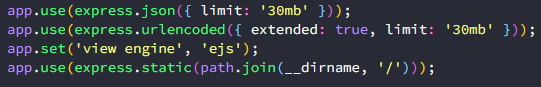 app.use(express.json({ limit: '30mb' }));
app.use(express.urlencoded({ extended: true, limit: '30mb' }));
app.set('view engine', 'ejs');
app.use(express.static(path.join(__dirname, '/')));